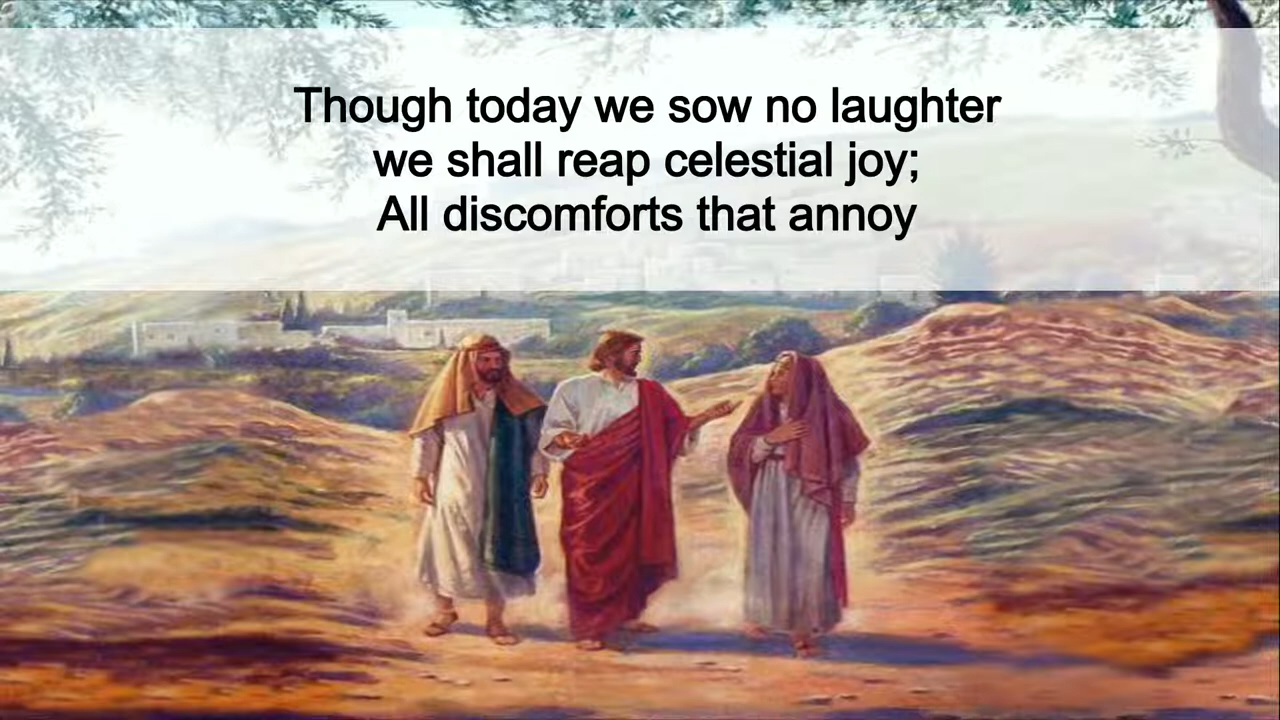 Though today we sow no laughter
we shall reap celestial joy;
All discomforts that annoy